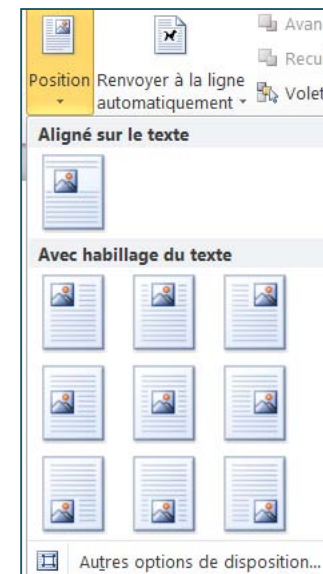 Avan
Recu
Position Renvoyer à la ligne
automatiquement
Volet
Aligné sur le texte
Avec habillage du texte
Autres options de disposition...